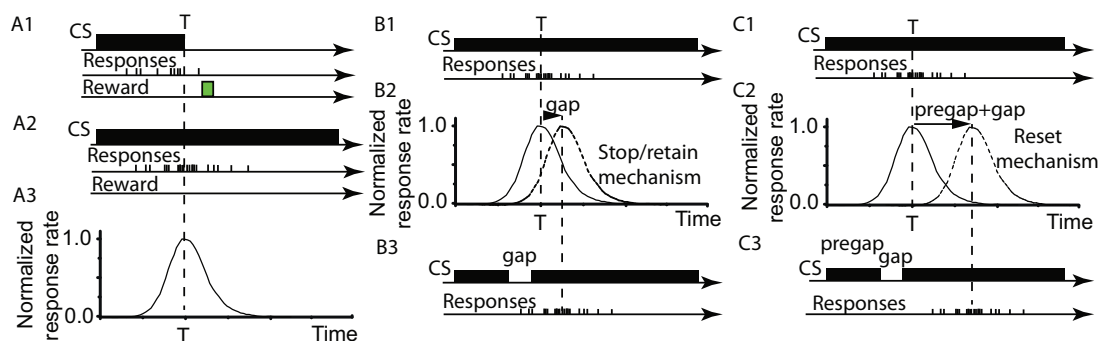 A1
T
CS
Responses
Reward
A2
CS
Responses
Reward
A3
Normalized
response rate
1.0
0.0
T
Time
B1
T
CS
Responses
B2
gap
Normalized
response rate
1.0
0.0
Stop/retain
mechanism
T
Time
B3
gap
CS
Responses
C1
T
CS
Responses
C2
pregap+gap
Normalized
response rate
1.0
0.0
Reset
mechanism
T
Time
C3
pregap
gap
CS
Responses